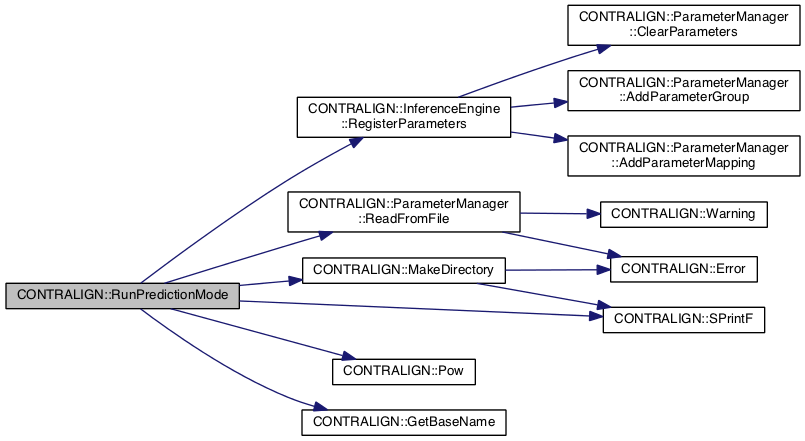 CONTRALIGN::ParameterManager
::ClearParameters
CONTRALIGN::ParameterManager
::AddParameterGroup
CONTRALIGN::InferenceEngine
::RegisterParameters
CONTRALIGN::ParameterManager
::AddParameterMapping
CONTRALIGN::ParameterManager
::ReadFromFile
CONTRALIGN::Warning
CONTRALIGN::MakeDirectory
CONTRALIGN::Error
CONTRALIGN::RunPredictionMode
CONTRALIGN::SPrintF
CONTRALIGN::Pow
CONTRALIGN::GetBaseName